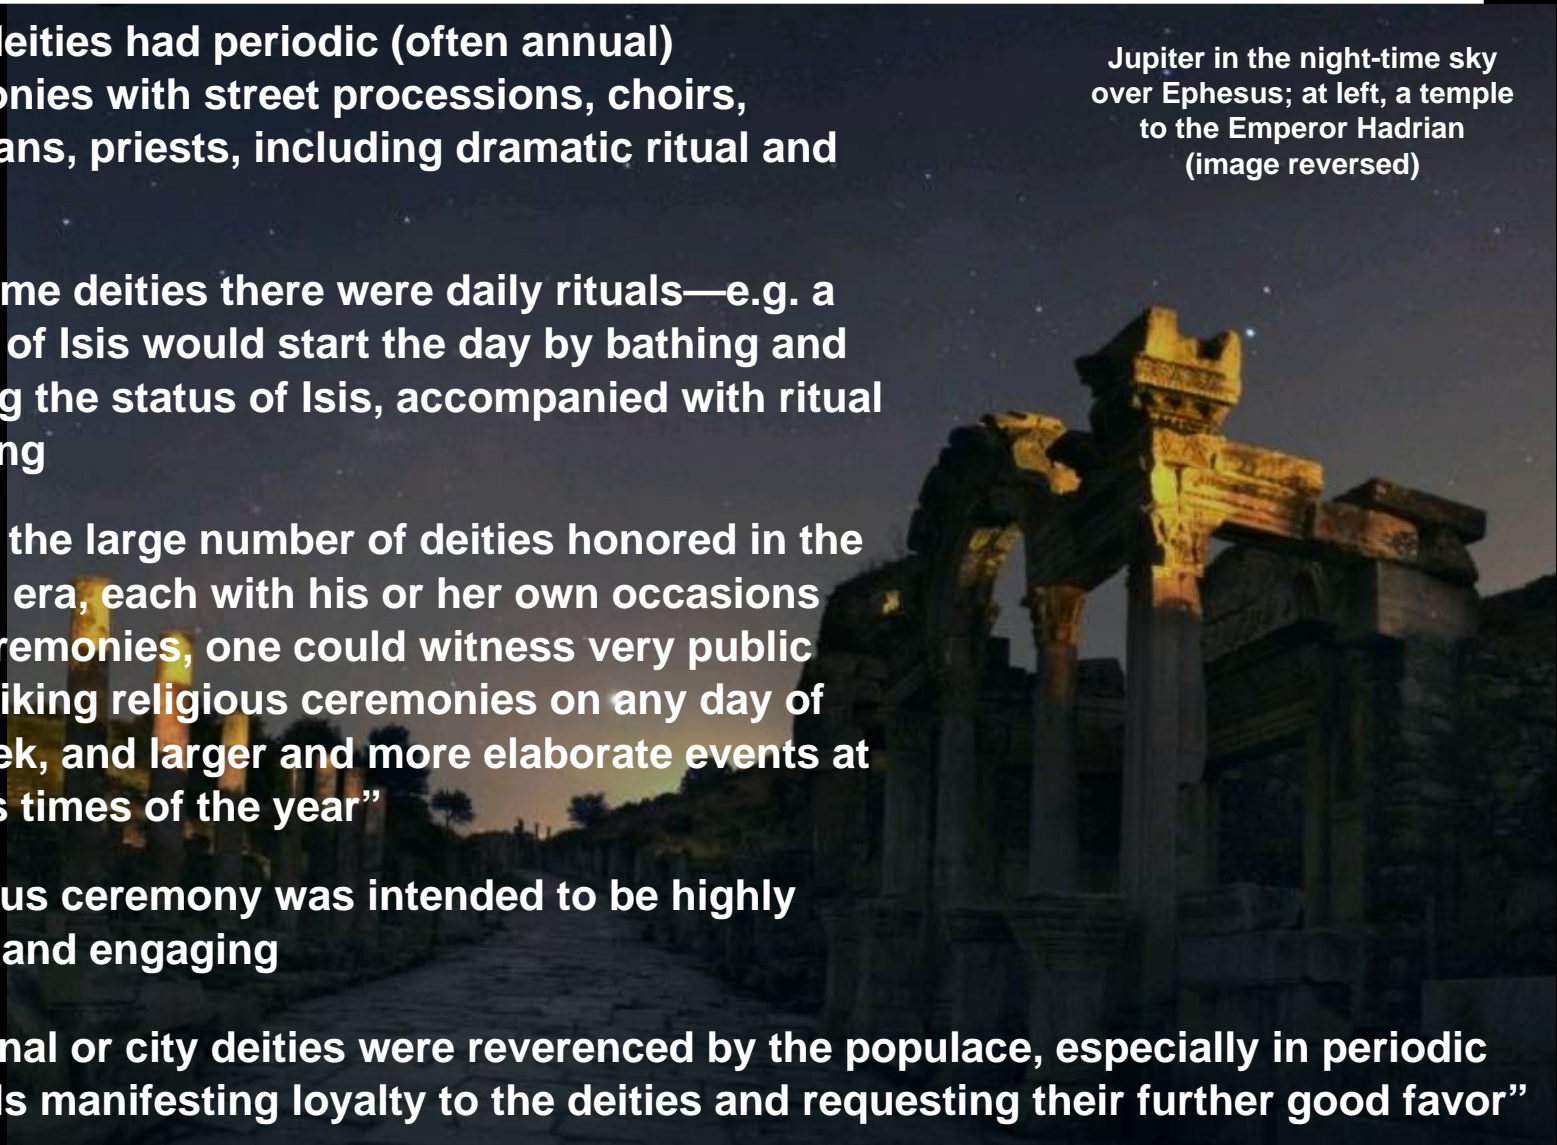 eities had periodic (often annual)
onies with street processions, choirs,
ans, priests, including dramatic ritual and
me deities there were daily rituals—e.g. a
of Isis would start the day by bathing and
g the status of Isis, accompanied with ritual
ng
the large number of deities honored in the
era, each with his or her own occasions
remonies, one could witness very public
iking religious ceremonies on any day of
ek, and larger and more elaborate events at
s times of the year”
us ceremony was intended to be highly
and engaging
nal or city deities were reverenced by the populace, especially in periodic
ls manifesting loyalty to the deities and requesting their further good favor”
Jupiter in the night-time sky
over Ephesus; at left, a temple
to the Emperor Hadrian
(image reversed)